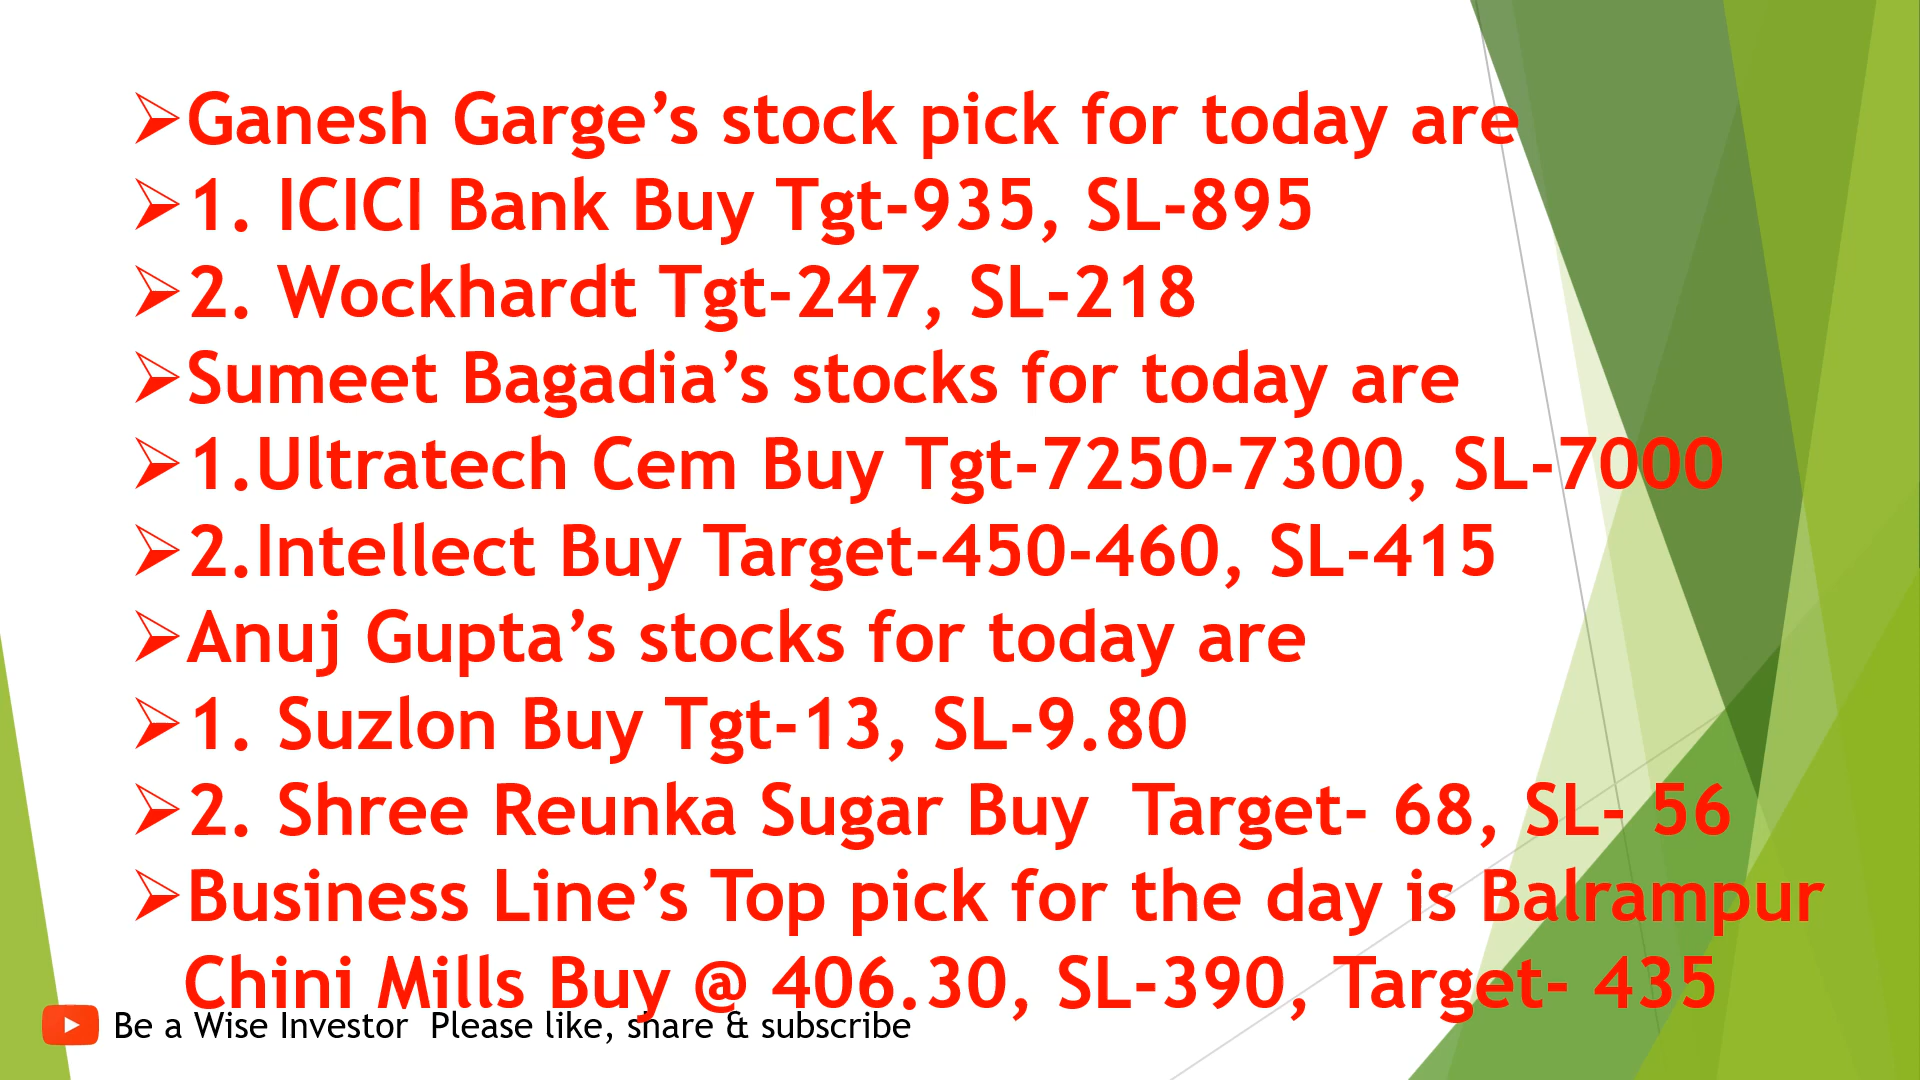 ➢Ganesh Garge’s stock pick for today are
➢1. ICICI Bank Buy Tgt-935, SL-895
➢2. Wockhardt Tgt-247, SL-218
➢Sumeet Bagadia’s stocks for today are
➢1.Ultratech Cem Buy Tgt-7250-7300, SL-7000
➢2.Intellect Buy Target-450-460, SL-415
➢Anuj Gupta’s stocks for today are
➢1. Suzlon Buy Tgt-13, SL-9.80
➢2. Shree Reunka Sugar Buy  Target- 68, SL- 56
➢Business Line’s Top pick for the day is Balrampur
Chini Mills Buy @ 406.30, SL-390, Target- 435
Be a Wise Investor  Please like, share & subscribe